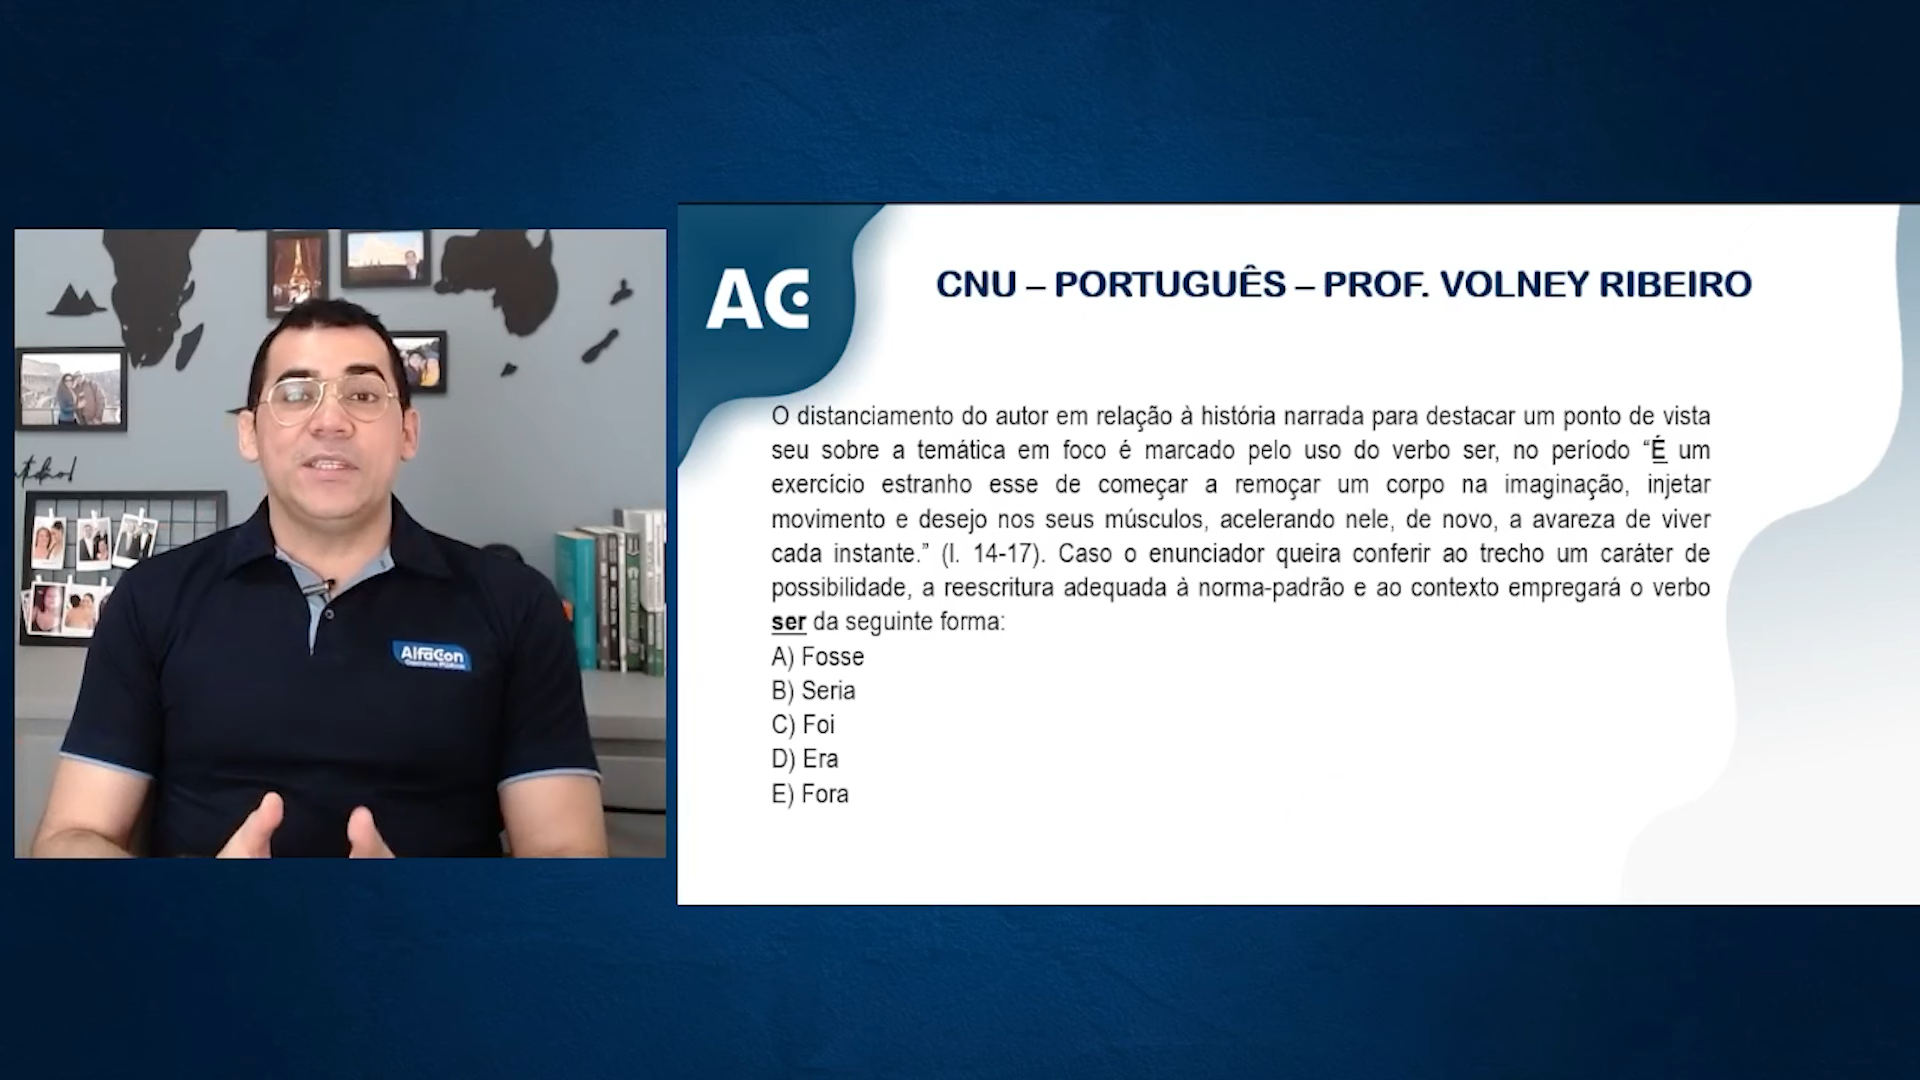 AC
CNU – PORTUGUÊS – PROF. VOLNEY RIBEIRO
O distanciamento do autor em relação à história narrada para destacar um ponto de vista
seu sobre a temática em foco é marcado pelo uso do verbo ser, no período “É um
exercício estranho esse de começar a remoçar um corpo na imaginação, injetar
movimento e desejo nos seus músculos, acelerando nele, de novo, a avareza de viver
cada instante.” (l. 14-17). Caso o enunciador queira conferir ao trecho um caráter de
possibilidade, a reescritura adequada à norma-padrão e ao contexto empregará o verbo
ser da seguinte forma:
A) Fosse
B) Seria
C) Foi
D) Era
E) Fora
AlfaCon
Concursos Públicos